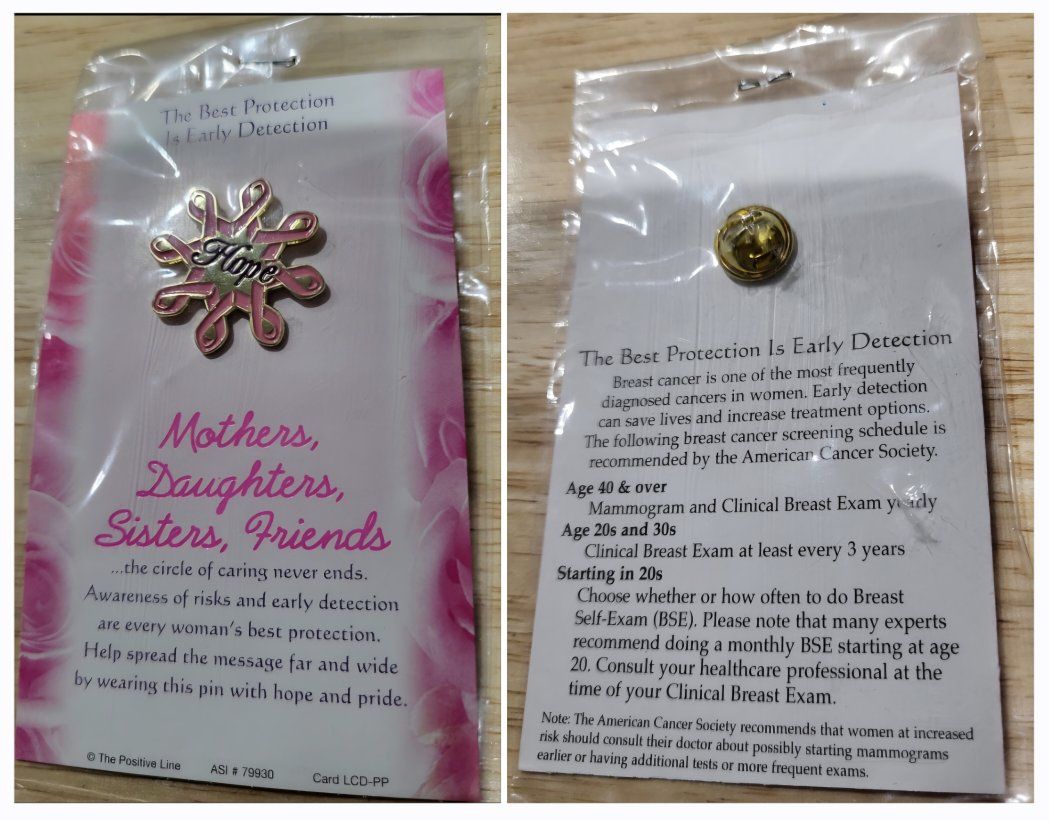 The Best Protection
Is Early Detection
Hope
Mothers,
Daughters,
Sisters, Friends
...the circle of caring never ends.
Awareness of risks and early detection
are every woman's best protection.
Help spread the message far and wide
by wearing this pin with hope and pride.
© The Positive Line ASI # 79930 Card LCD-PP
The Best Protection Is Early Detection
Breast cancer is one of the most frequently
diagnosed cancers in women. Early detection
can save lives and increase treatment options.
The following breast cancer screening schedule is
recommended by the American Cancer Society.
Age 40 & over
Mammogram and Clinical Breast Exam yearly
Age 20s and 30s
Clinical Breast Exam at least every 3 years
Starting in 20s
Choose whether or how often to do Breast
Self-Exam (BSE). Please note that many experts
recommend doing a monthly BSE starting at age
20. Consult your healthcare professional at the
time of your Clinical Breast Exam.
Note: The American Cancer Society recommends that women at increased
risk should consult their doctor about possibly starting mammograms
earlier or having additional tests or more frequent exams.